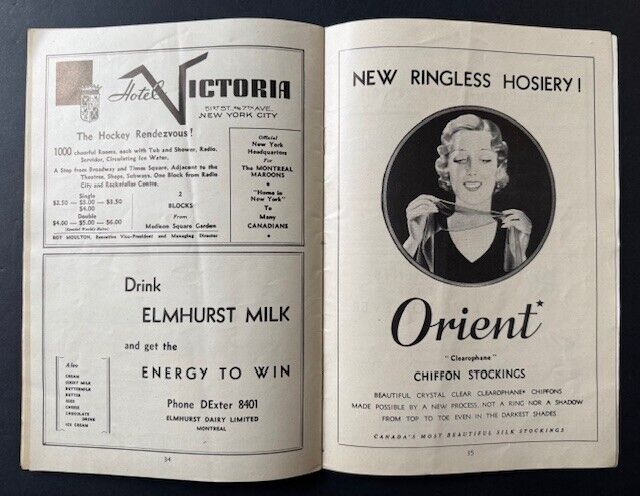 Hotel VICTORIA
51ST ST. AND 7TH AVE.
NEW YORK CITY
The Hockey Rendezvous!
1000 cheerful Rooms, each with Tub and Shower, Radio,
Servidor, Circulating Ice Water.
A Step from Broadway and Times Square, Adjacent to the
Theatres, Shops, Subways. One Block from Radio
City and Rockefeller Centre.
Single
$2.50 — $3.00 — $3.50
$4.00
Double
$4.00 — $5.00 — $6.00
(Special Weekly Rates)
2
BLOCKS
From
Madison Square Garden
ROY MOULTON, Executive Vice-President and Managing Director
Official
New York
Headquarters
For
The MONTREAL
MAROONS
"Home in
New York"
To
Many
CANADIANS
Drink
ELMHURST MILK
and get the
ENERGY TO WIN
Also
CREAM
BUTTERMILK
BUTTER
EGGS
CHEESE
CHOCOLATE
DRINK
ICE CREAM
Phone DExter 8401
ELMHURST DAIRY LIMITED
MONTREAL
34
NEW RINGLESS HOSIERY!
Orient*
"Clearophane"
CHIFFON STOCKINGS
BEAUTIFUL CRYSTAL CLEAR CLEAROPHANE* CHIFFONS
MADE POSSIBLE BY A NEW PROCESS, NOT A RING NOR A SHADOW
FROM TOP TO TOE EVEN IN THE DARKEST SHADES
CANADA'S MOST BEAUTIFUL SILK STOCKINGS
35